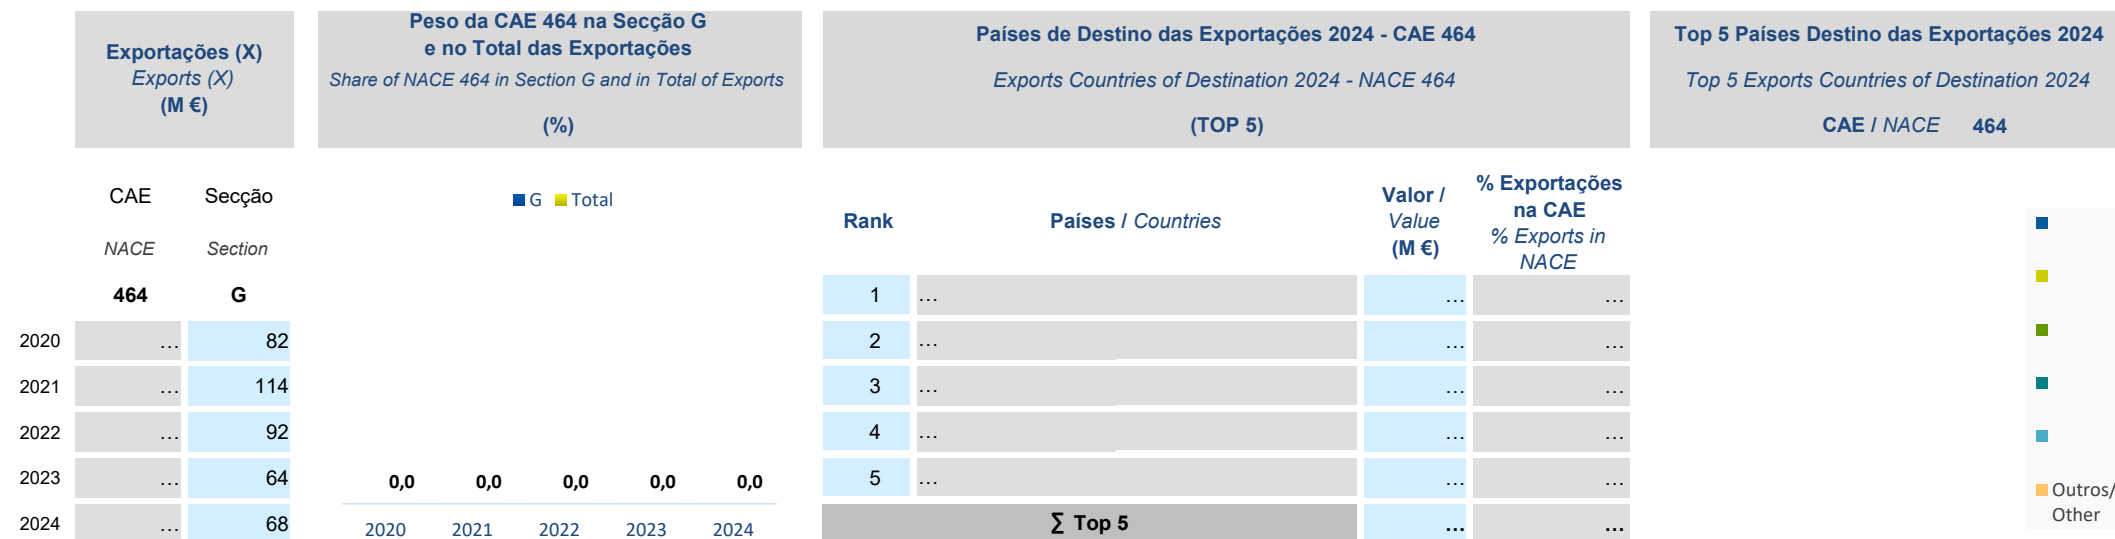 Exportações (X)
Exports (X)
(M €)
Peso da CAE 464 na Secção G
e no Total das Exportações
Share of NACE 464 in Section G and in Total of Exports
(%)
Países de Destino das Exportações 2024 - CAE 464
Exports Countries of Destination 2024 - NACE 464
(TOP 5)
Top 5 Países Destino das Exportações 2024
Top 5 Exports Countries of Destination 2024
CAE / NACE 464
CAE Secção
NACE Section
464 G
2020 … 82
2021 … 114
2022 … 92
2023 … 64
2024 … 68
G Total
0,0 0,0 0,0 0,0 0,0
2020 2021 2022 2023 2024
Rank
Países / Countries
Valor /
Value
(M €)
% Exportações
na CAE
% Exports in
NACE
1 … … …
2 … … …
3 … … …
4 … … …
5 … … …
∑ Top 5 … …
Outros/
Other